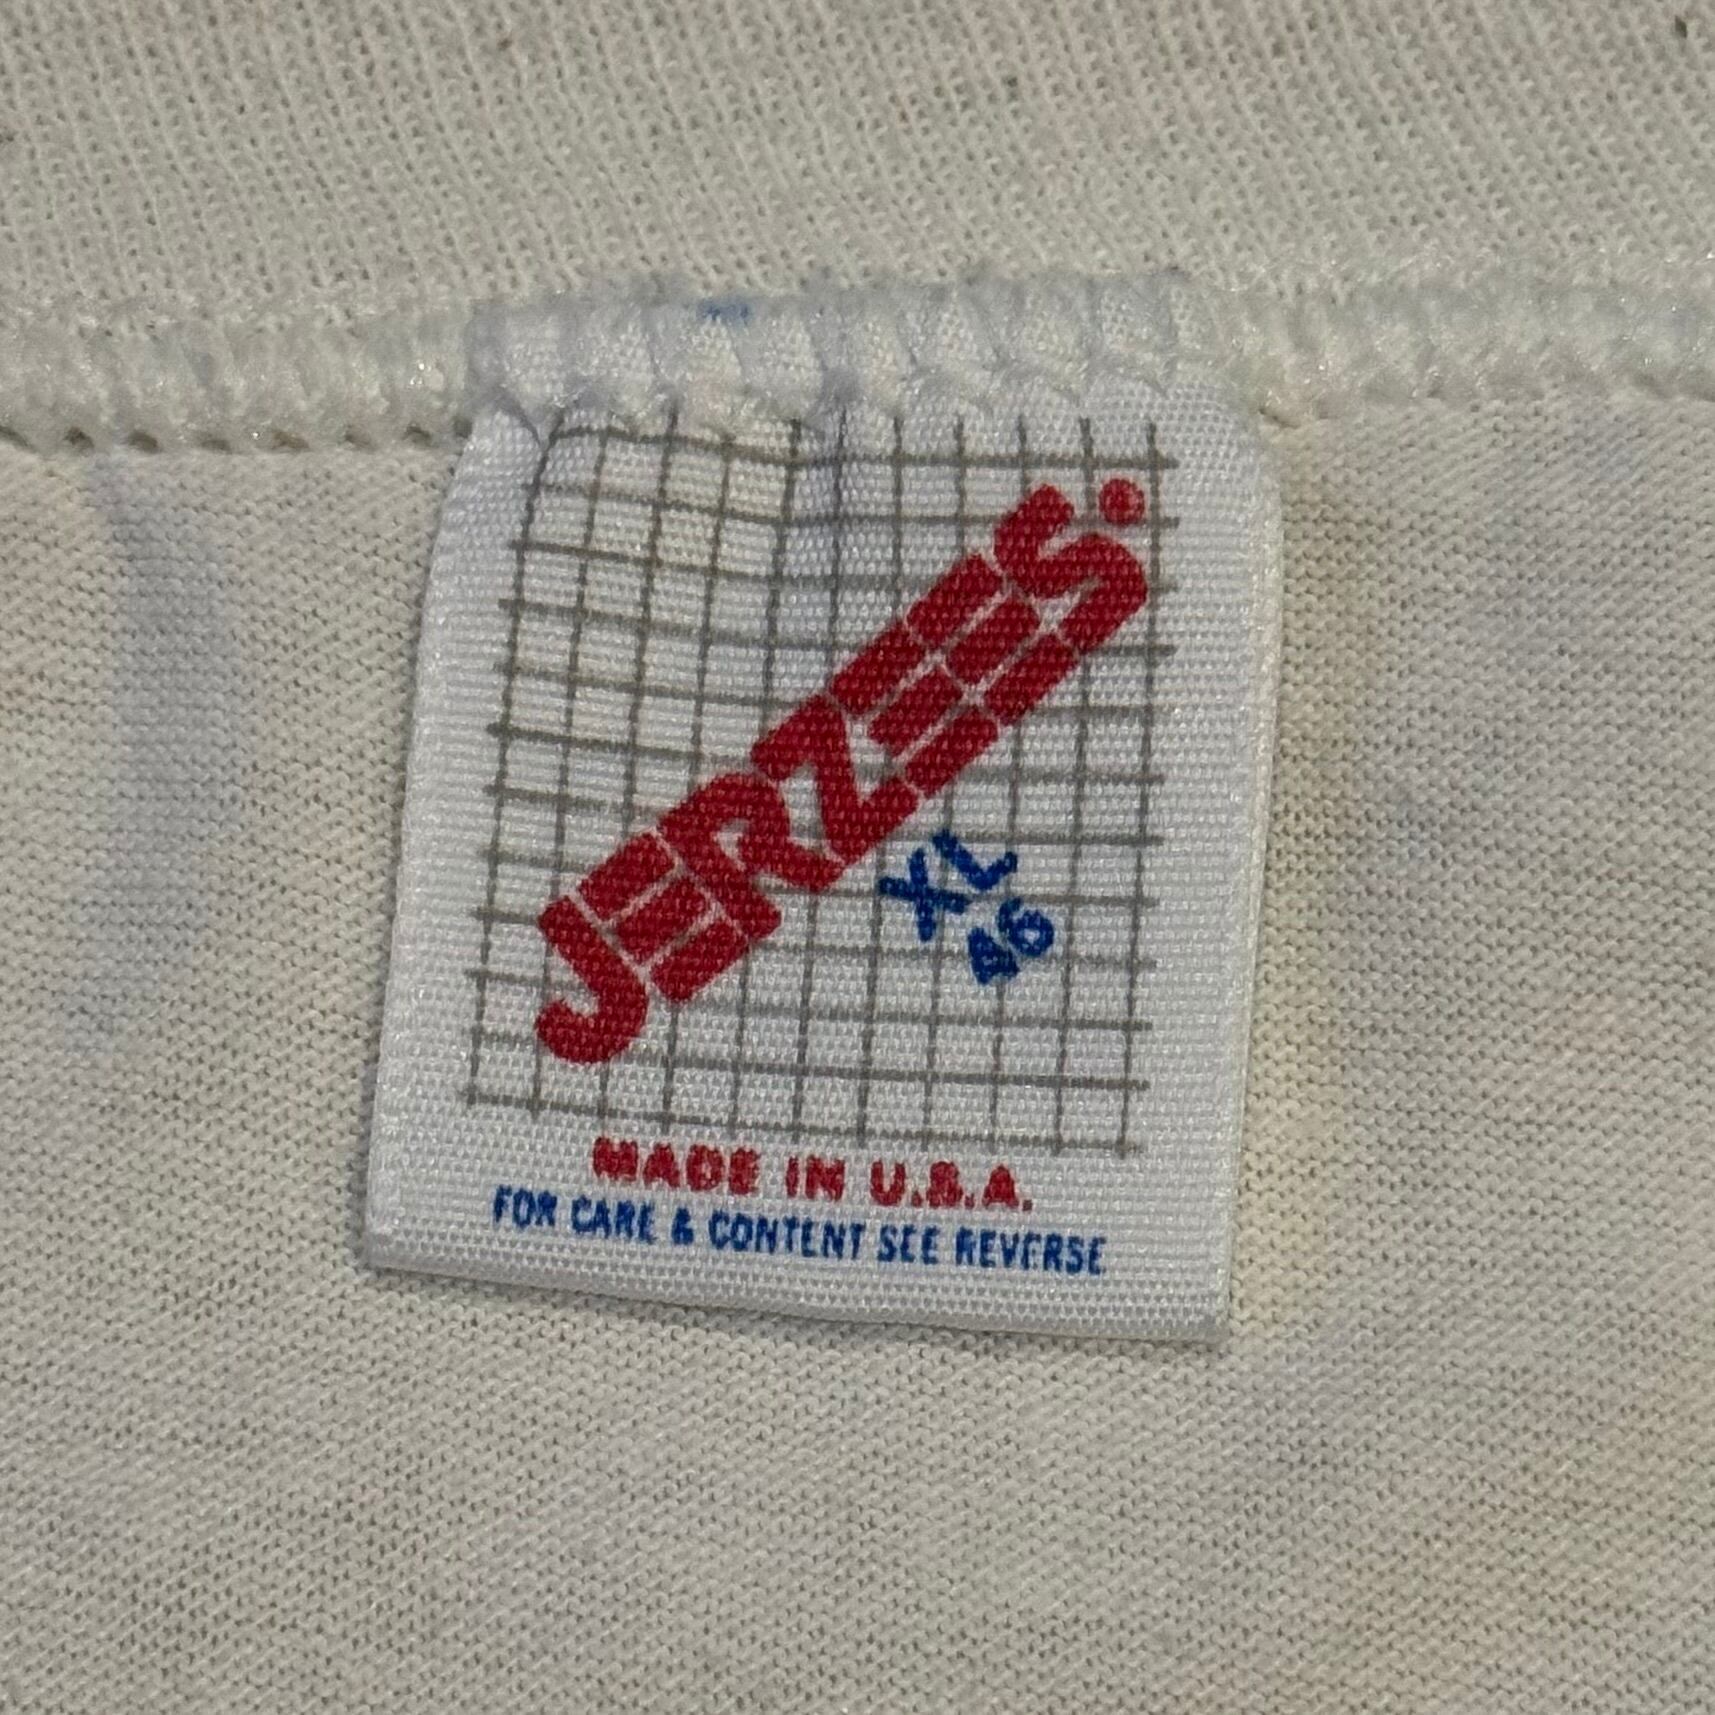 JERZEES.
XL
46
MADE IN U.S.A.
FOR CARE & CONTENT SEE REVERSE